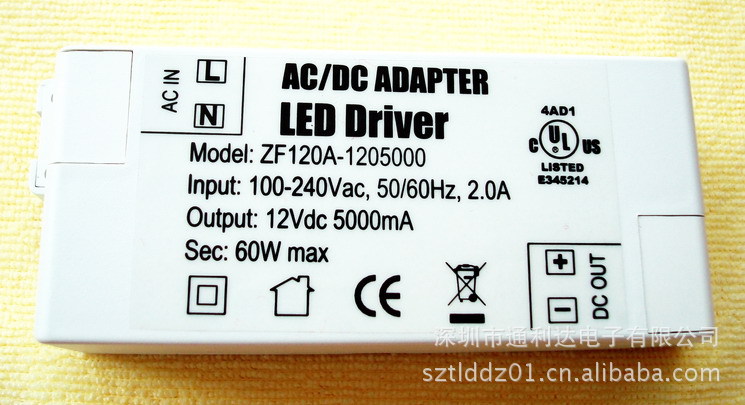 AC IN
L
N
AC/DC ADAPTER
LED Driver
Model: ZF120A-1205000
Input: 100-240Vac, 50/60Hz, 2.0A
Output: 12Vdc 5000mA
Sec: 60W max
4AD1
C UL US
LISTED
E345214
CE
+
-
DC OUT
深圳市通利达电子有限公司
sztlddz01.cn.alibaba.com